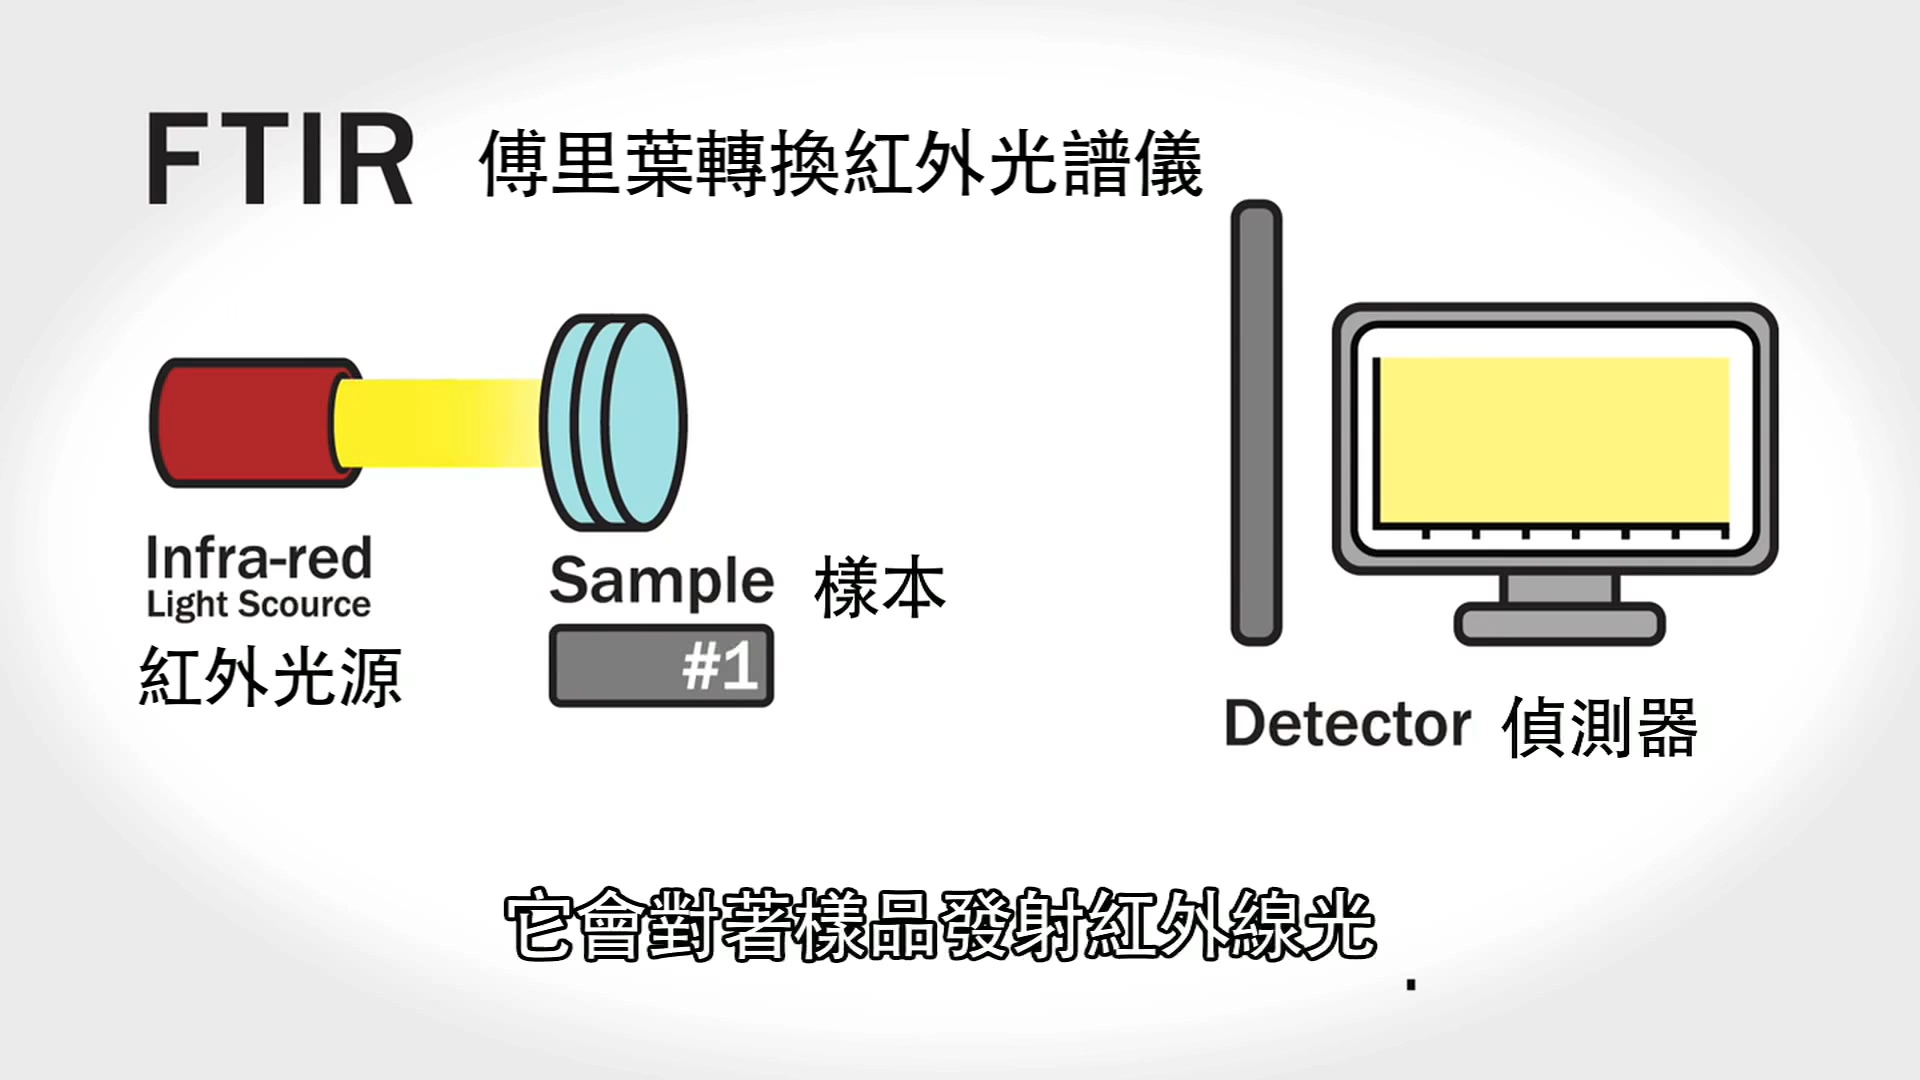 FTIR 傅里葉轉換紅外光譜儀
Infra-red
Light Scource
紅外光源
Sample 樣本
#1
Detector 偵測器
它會對著樣品發射紅外線光
.